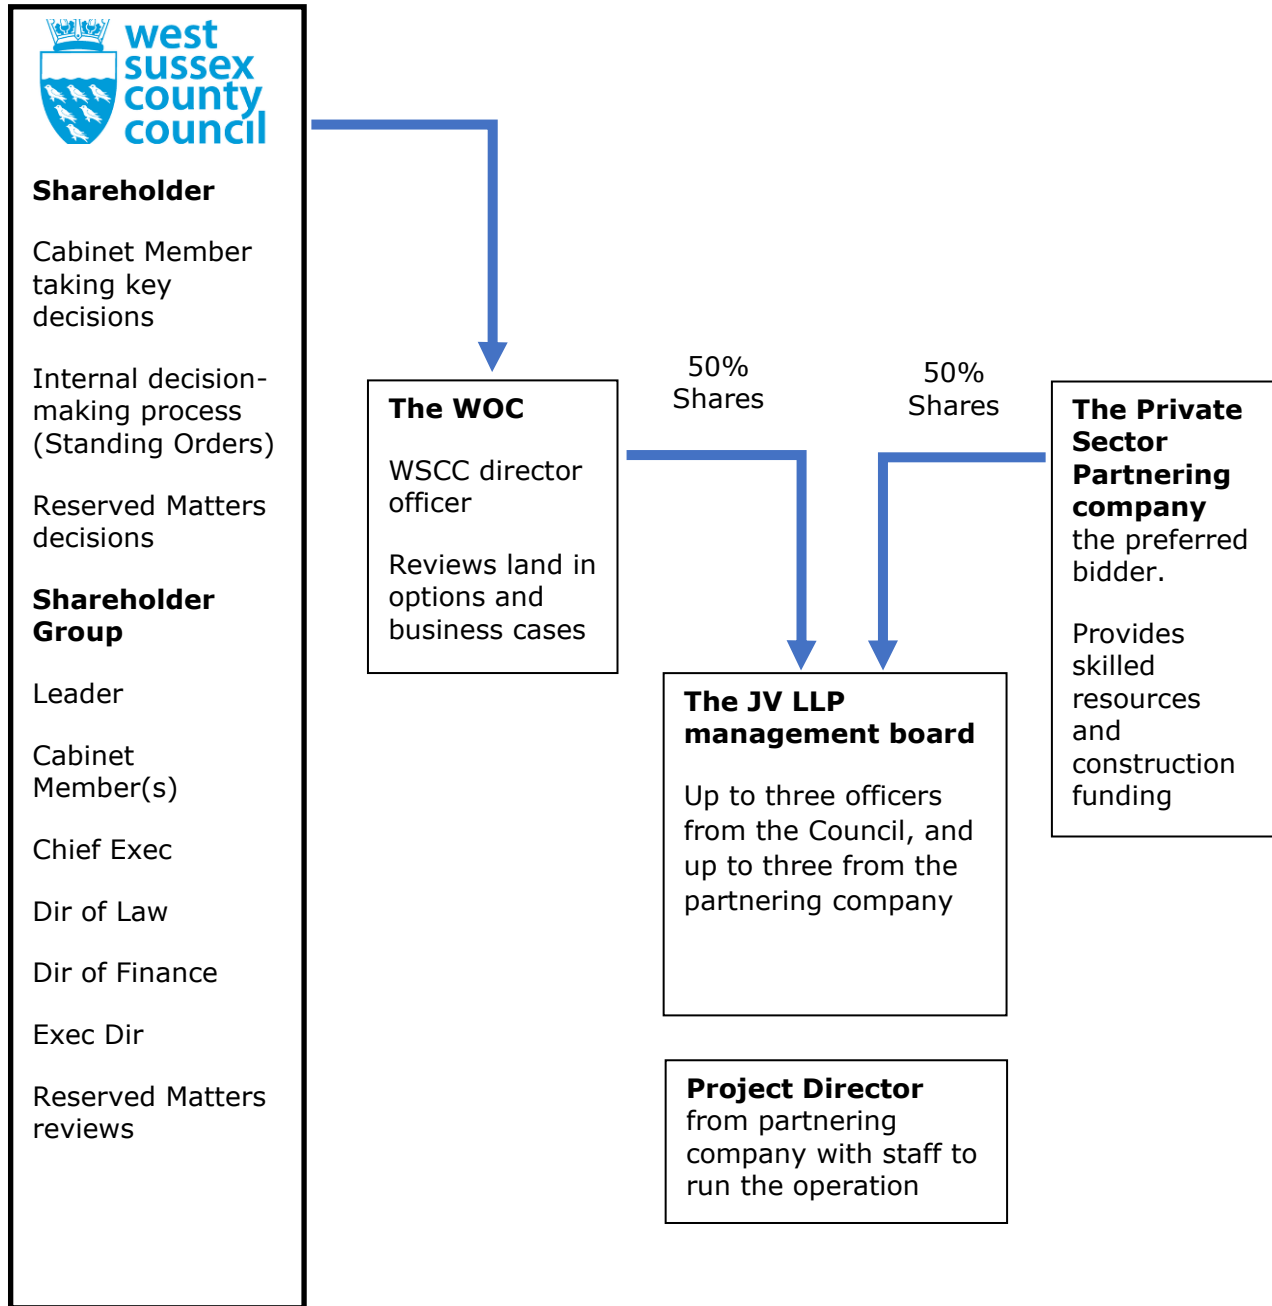 west
sussex
county
council
Shareholder
Cabinet Member
taking key
decisions
Internal decision-
making process
(Standing Orders)
Reserved Matters
decisions
Shareholder
Group
Leader
Cabinet
Member(s)
Chief Exec
Dir of Law
Dir of Finance
Exec Dir
Reserved Matters
reviews
The WOC
WSCC director
officer
Reviews land in
options and
business cases
50%
Shares
50%
Shares
The Private
Sector
Partnering
company
the preferred
bidder.
Provides
skilled
resources
and
construction
funding
The JV LLP
management board
Up to three officers
from the Council, and
up to three from the
partnering company
Project Director
from partnering
company with staff to
run the operation